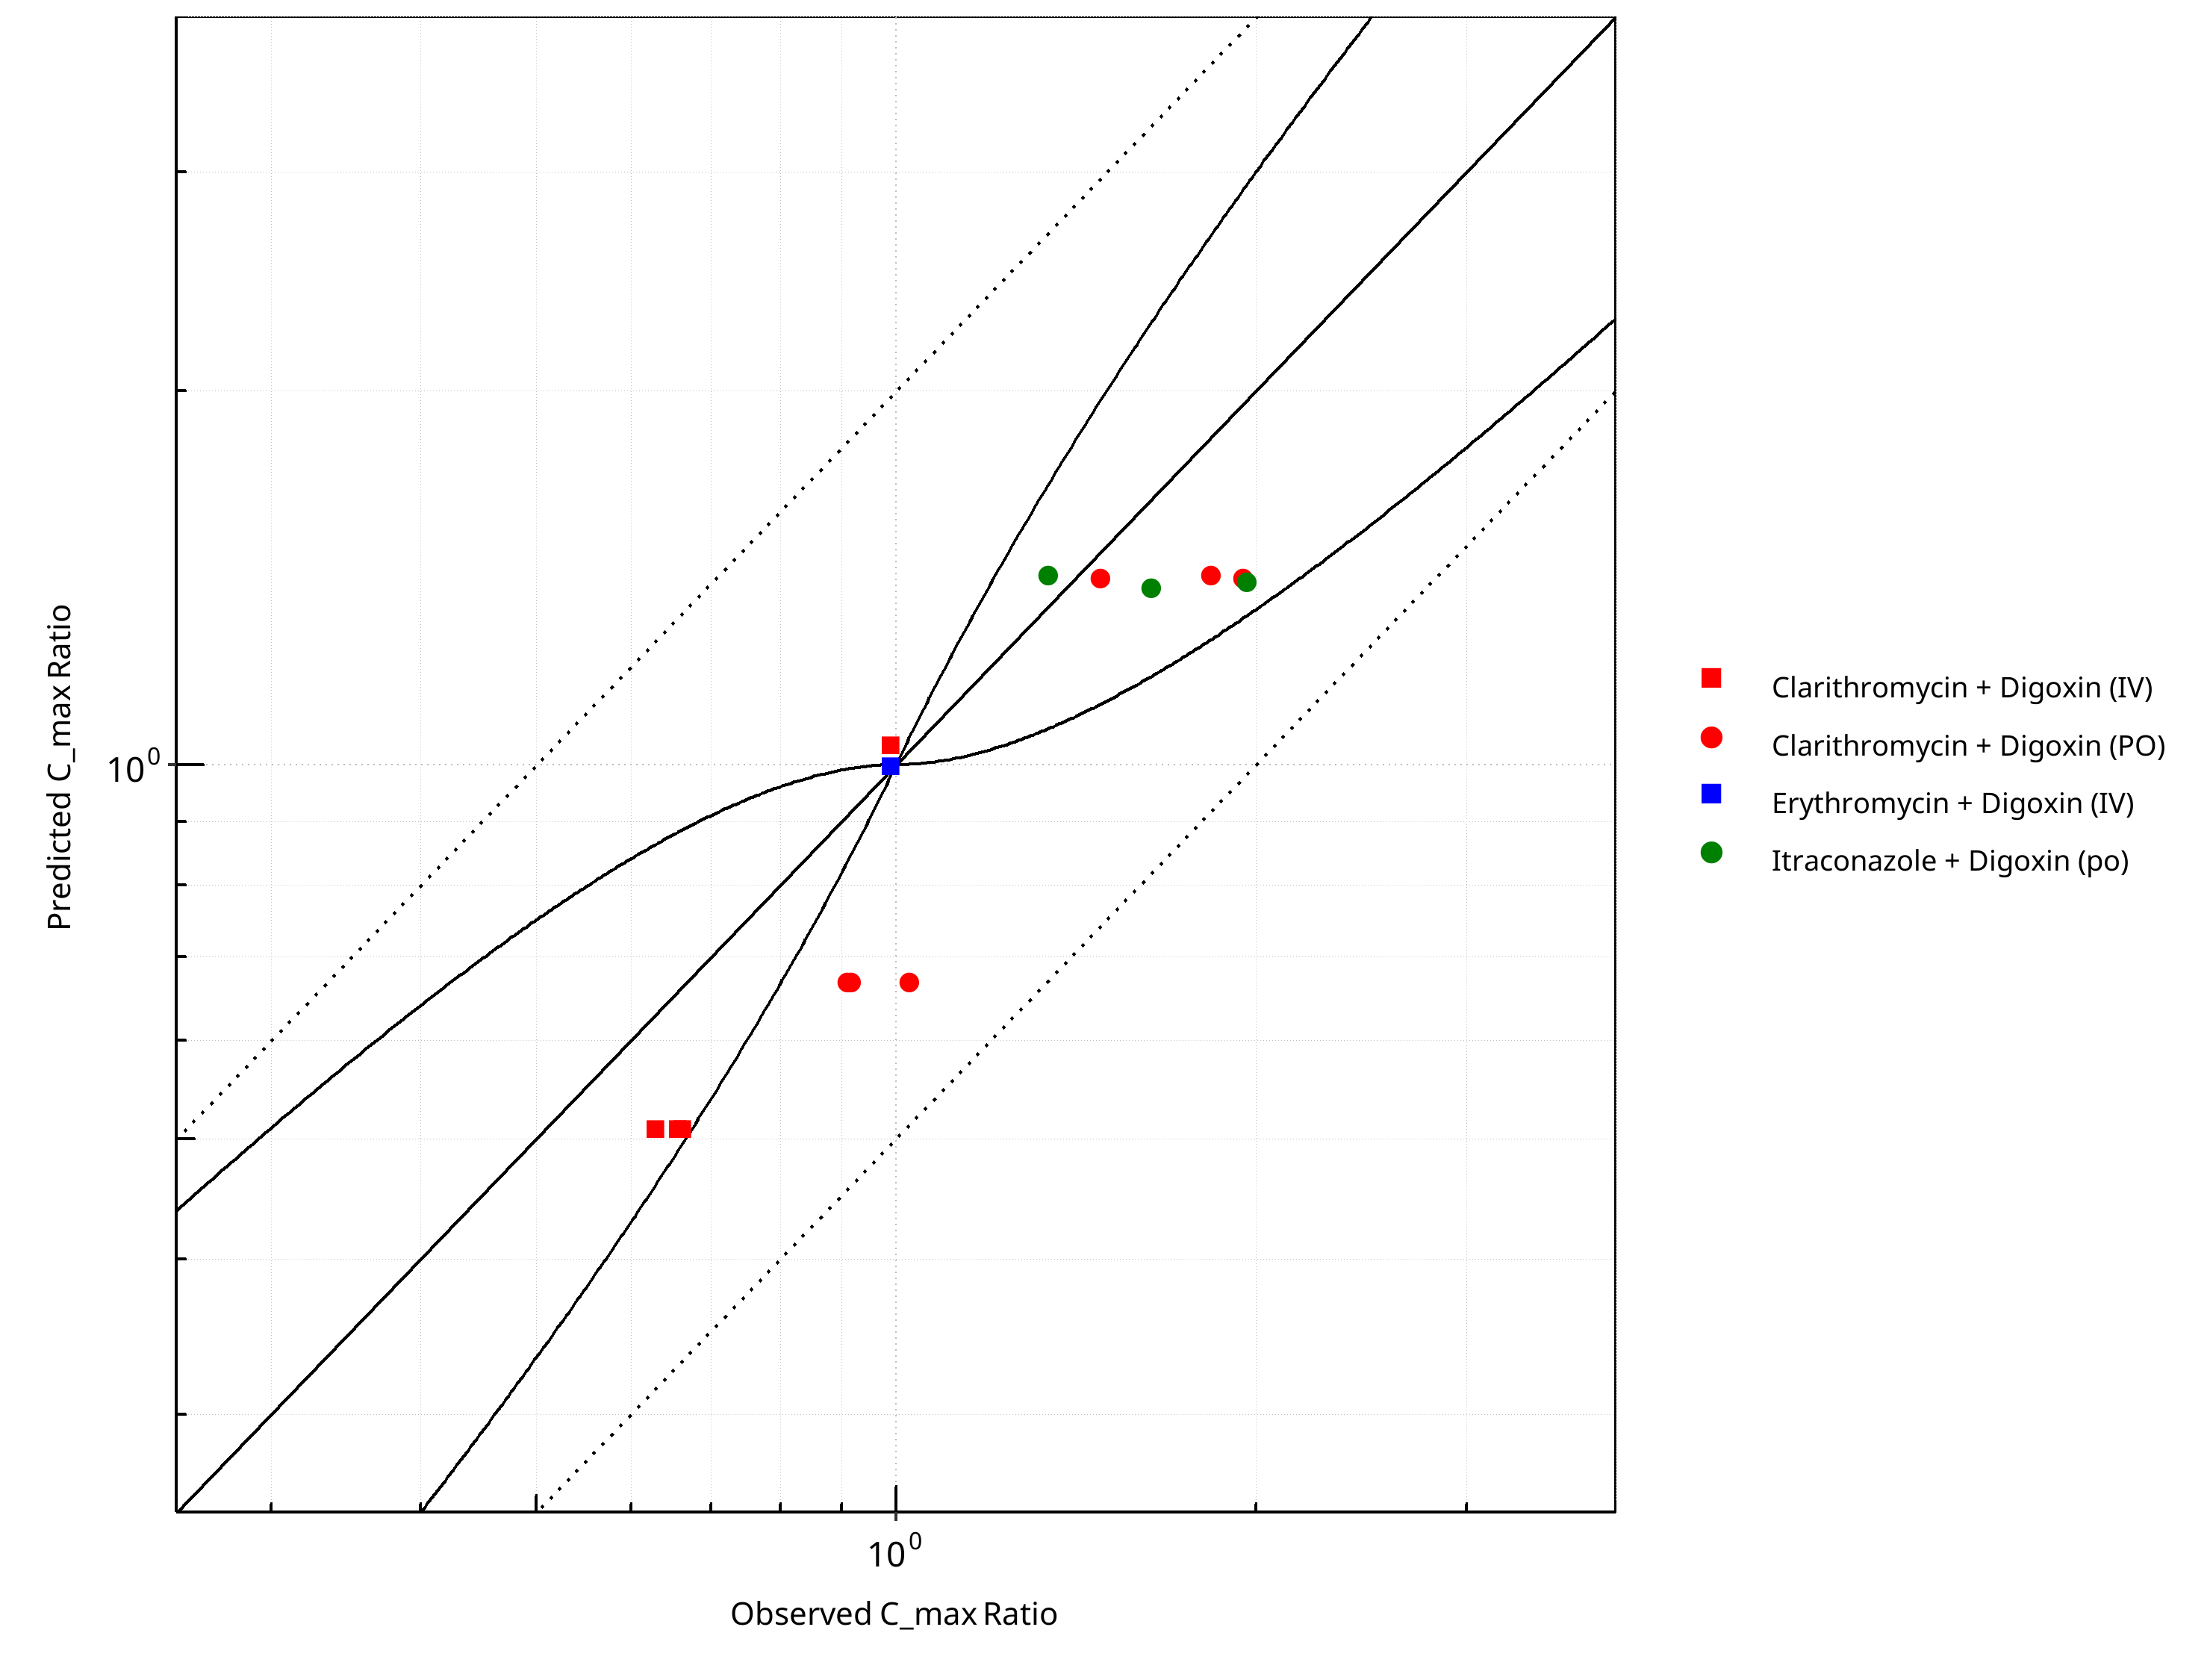 Predicted C_max Ratio
10^0
10^0
Observed C_max Ratio
Clarithromycin + Digoxin (IV)
Clarithromycin + Digoxin (PO)
Erythromycin + Digoxin (IV)
Itraconazole + Digoxin (po)